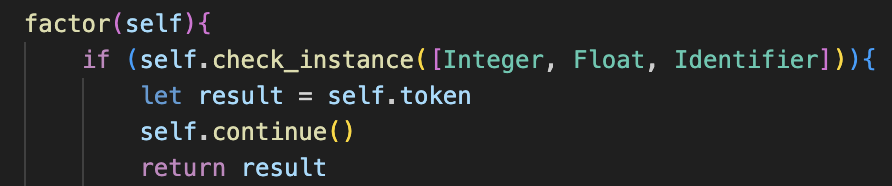 factor(self){
if (self.check_instance([Integer, Float, Identifier])){
let result = self.token
self.continue()
return result